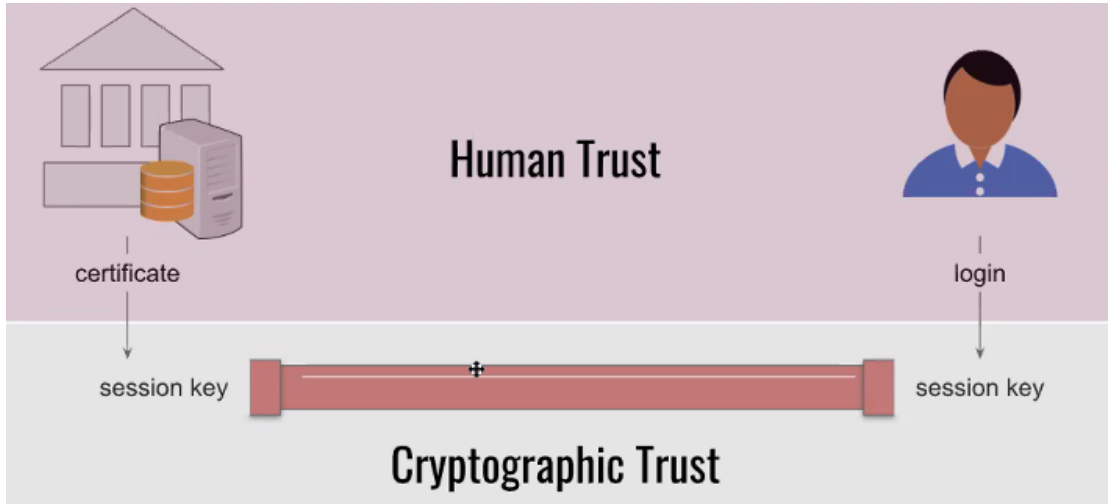 Human Trust
certificate
login
session key
session key
Cryptographic Trust